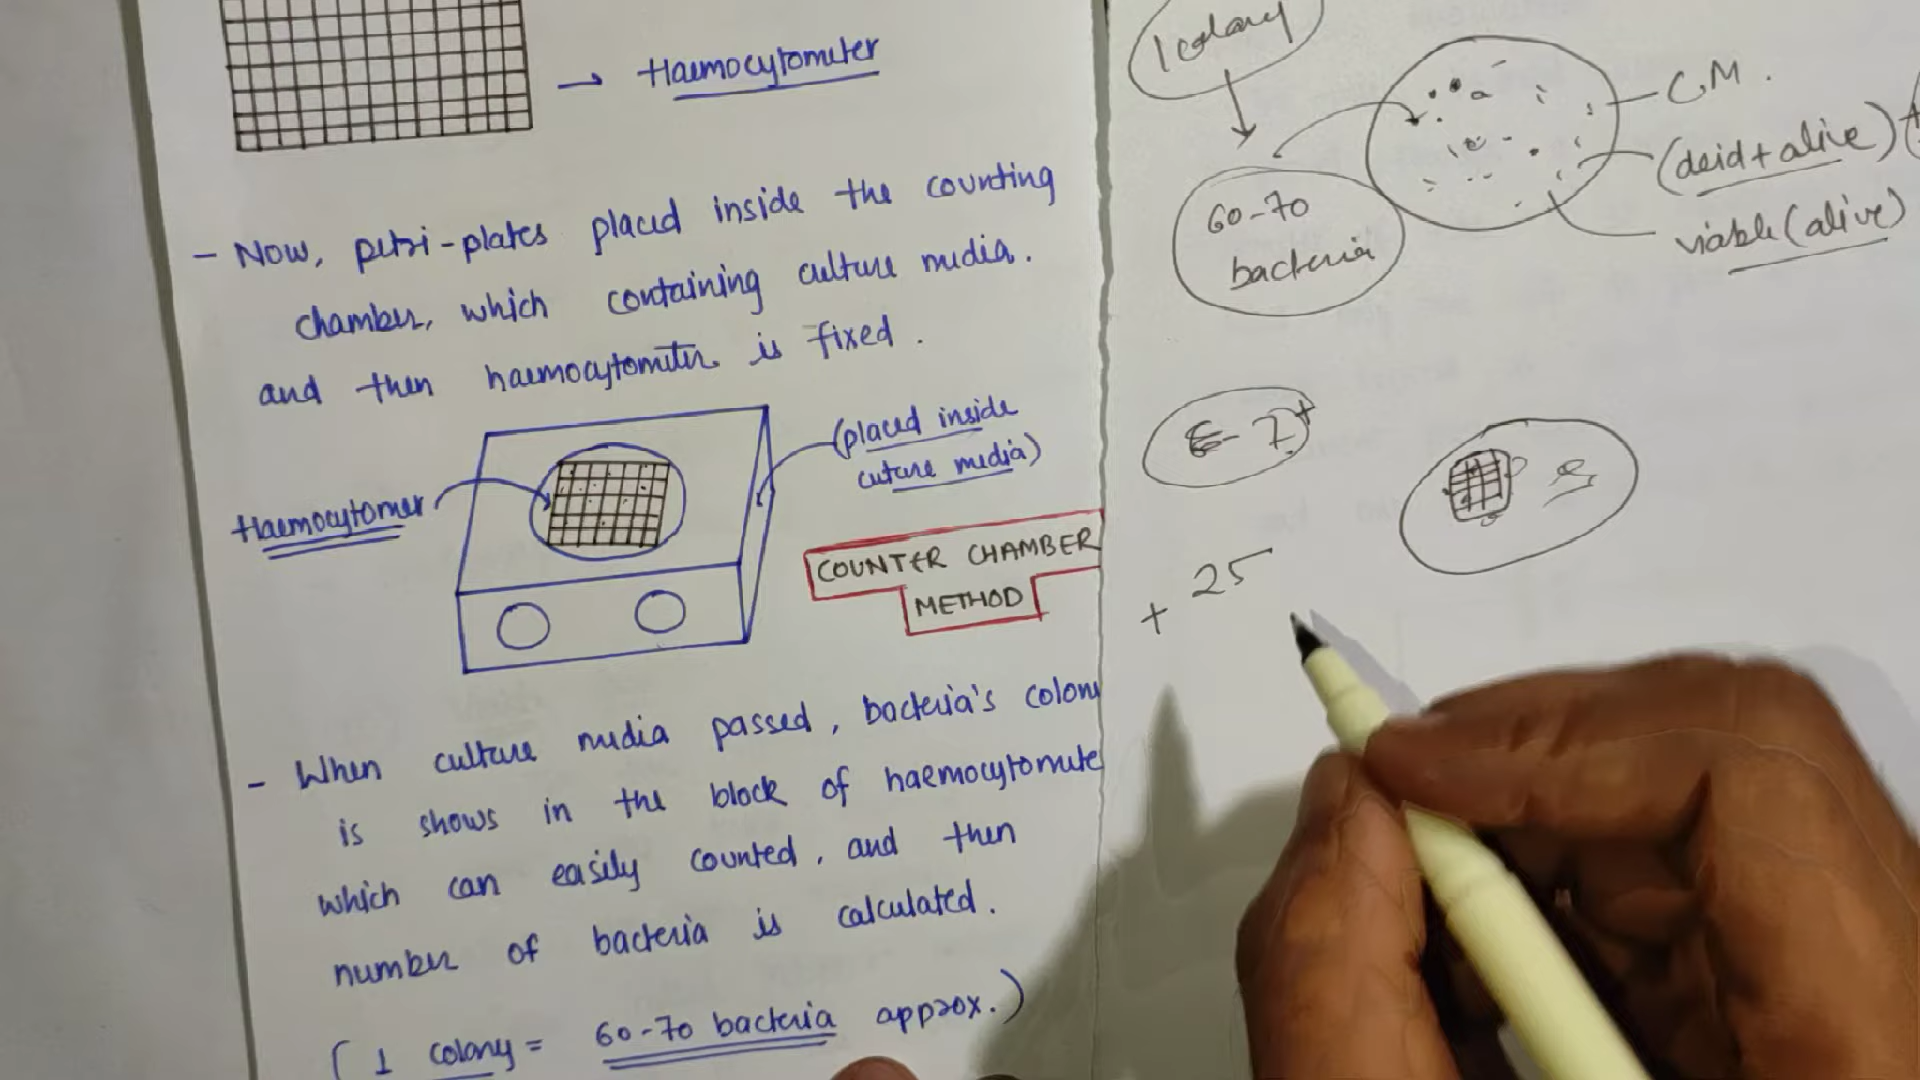 → Haemocytometer
- Now, petri-plates placed inside the counting
chamber, which containing culture media.
and then haemocytometer is fixed.
(placed inside
cuture media)
Haemocytomer
COUNTER CHAMBER
METHOD
- When culture media passed, bacteria's colony
is shows in the block of haemocytomete
which can easily counted, and then
number of bacteria is calculated.
( 1 colony = 60-70 bacteria approx.)
1 colony
60-70
bacteria
C.M.
(deid + alive)
viable (alive)
+ 25